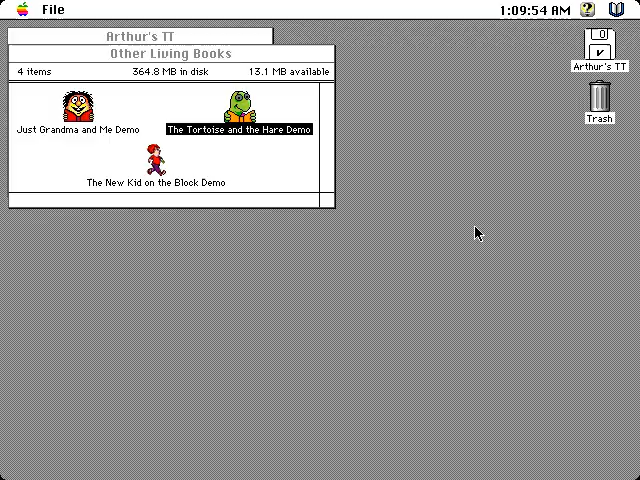 File
1:09:54 AM
Arthur's TT
Other Living Books
4 items 364.8 MB in disk 13.1 MB available
Just Grandma and Me Demo
The Tortoise and the Hare Demo
The New Kid on the Block Demo
Arthur's TT
Trash